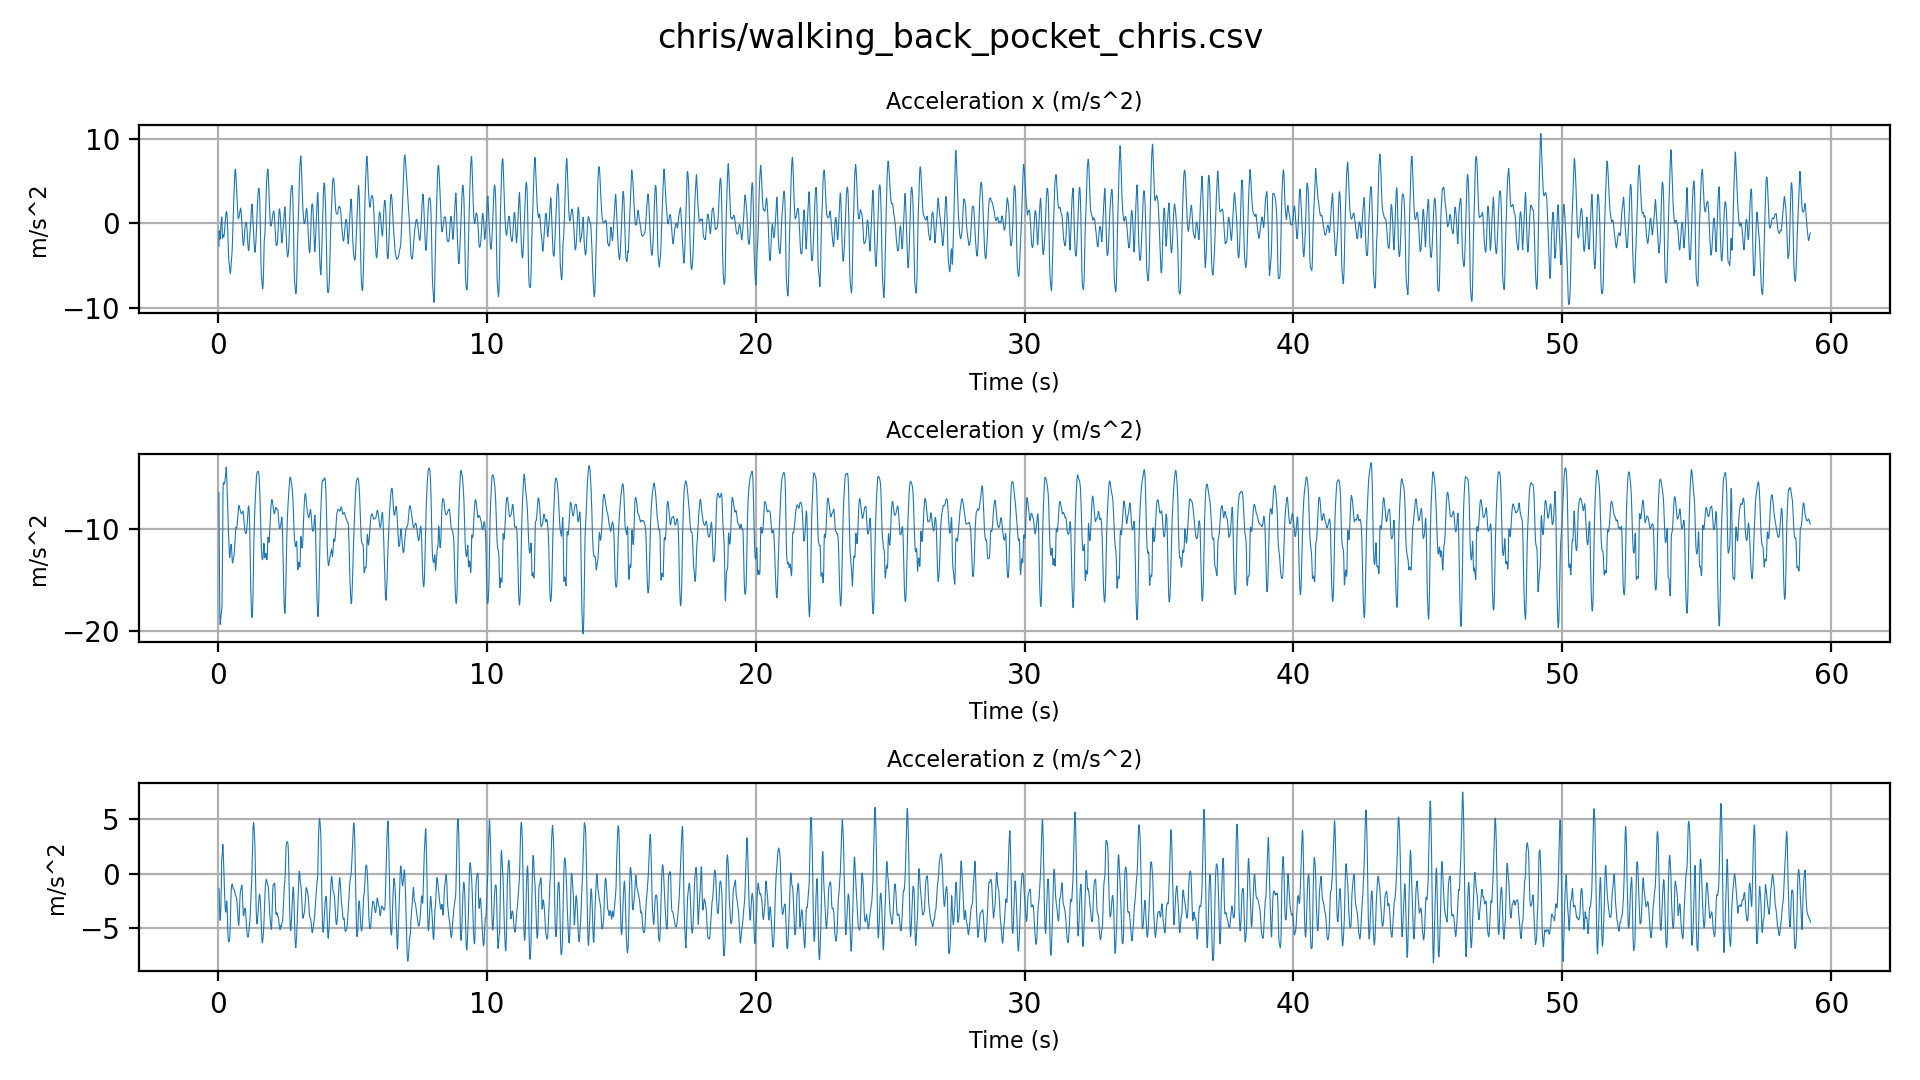 chris/walking_back_pocket_chris.csv
Acceleration x (m/s^2)
10
0
−10
m/s^2
0 10 20 30 40 50 60
Time (s)
Acceleration y (m/s^2)
−10
−20
m/s^2
0 10 20 30 40 50 60
Time (s)
Acceleration z (m/s^2)
5
0
−5
m/s^2
0 10 20 30 40 50 60
Time (s)